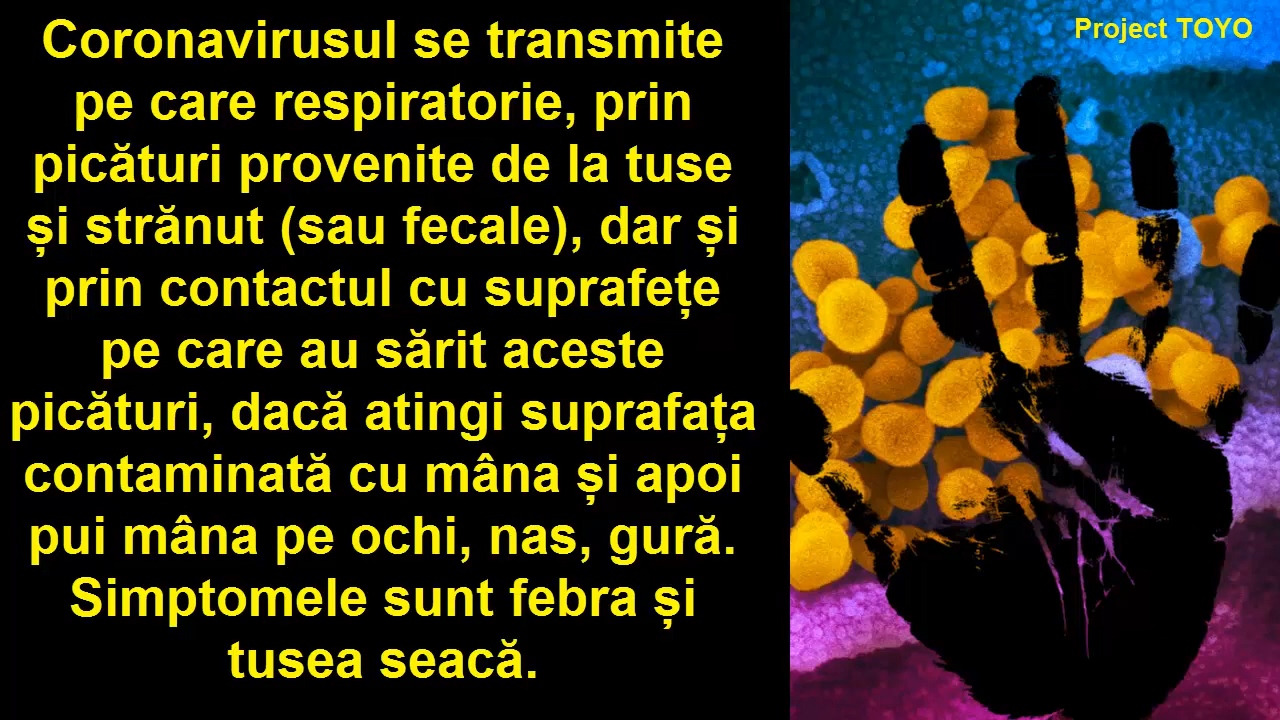 Coronavirusul se transmite
pe care respiratorie, prin
picături provenite de la tuse
și strănut (sau fecale), dar și
prin contactul cu suprafețe
pe care au sărit aceste
picături, dacă atingi suprafața
contaminată cu mâna și apoi
pui mâna pe ochi, nas, gură.
Simptomele sunt febra și
tusea seacă.
Project TOYO